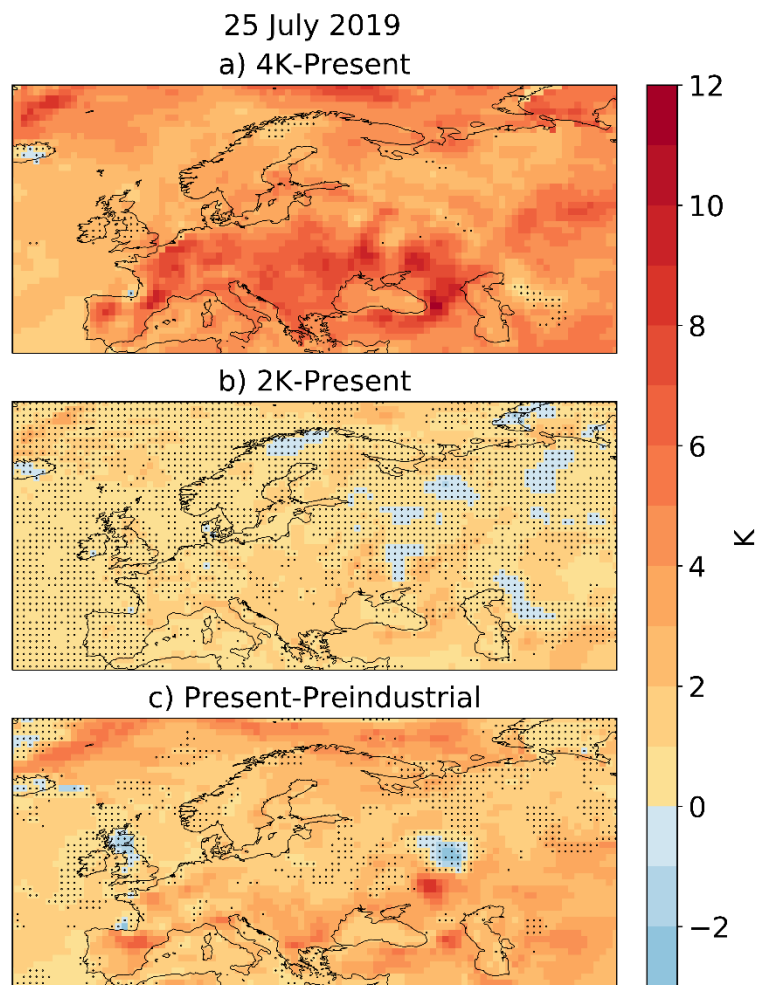 25 July 2019
a) 4K-Present
12
10
8
b) 2K-Present
6
K
4
2
c) Present-Preindustrial
0
−2